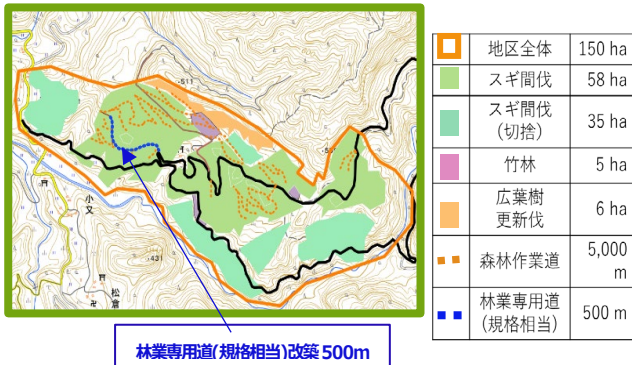 ・511
小又
・431
松倉
林業専用道(規格相当)改築500m
地区全体 150 ha
スギ間伐 58 ha
スギ間伐
(切捨) 35 ha
竹林 5 ha
広葉樹
更新伐 6 ha
森林作業道 5,000
m
林業専用道
(規格相当) 500 m